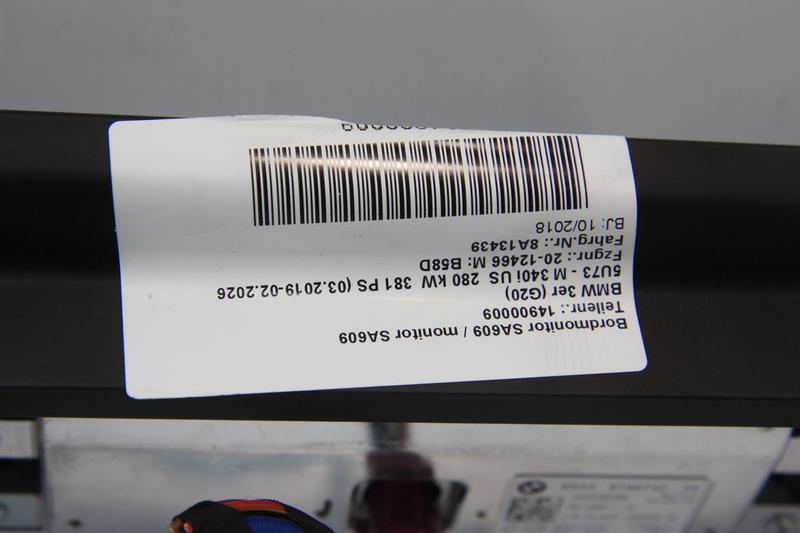 Bordmonitor SA609 / monitor SA609
Teilenr.: 14900009
BMW 3er (G20)
5U73 - M 340i US 280 kW 381 PS (03.2019-02.2026
Fzgnr.: 20-12466 M: B58D
Fahrg.Nr.: 8A13439
BJ: 10/2018